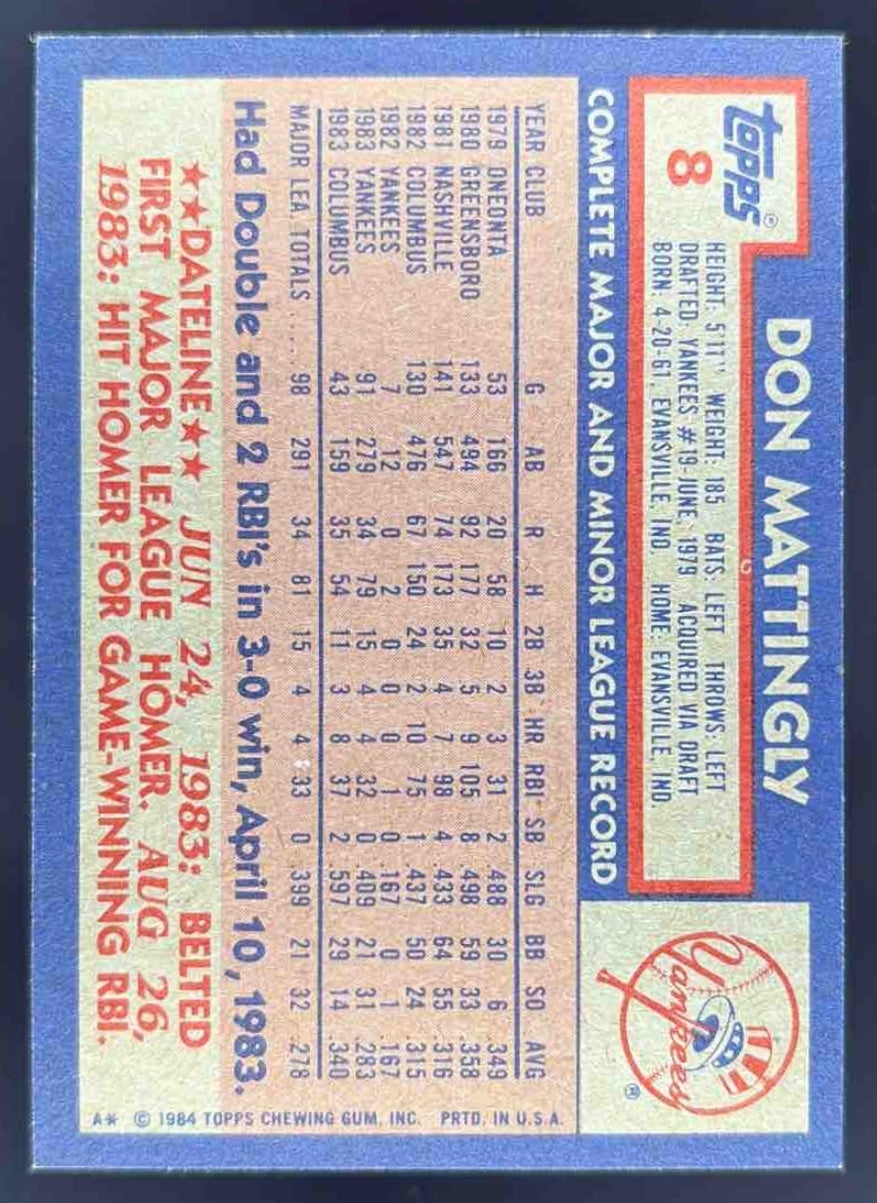 DON MATTINGLY
topps®
8
HEIGHT: 5'11" WEIGHT: 185 BATS: LEFT THROWS: LEFT
DRAFTED: YANKEES #19-JUNE, 1979 ACQUIRED VIA DRAFT
BORN: 4-20-61, EVANSVILLE, IND HOME: EVANSVILLE, IND
Yankees
®
COMPLETE MAJOR AND MINOR LEAGUE RECORD
YEAR CLUB G AB R H 2B 3B HR RBI SB SLG BB SO AVG
1979 ONEONTA 53 166 20 58 10 2 3 31 2 .488 30 6 .349
1980 GREENSBORO 133 494 92 177 32 5 9 105 8 .498 59 33 .358
1981 NASHVILLE 141 547 74 173 35 4 7 98 4 .433 64 55 .316
1982 COLUMBUS 130 476 67 150 24 2 10 75 1 .437 50 24 .315
1982 YANKEES 7 12 0 2 0 0 0 1 0 .167 0 1 .167
1983 YANKEES 91 279 34 79 15 4 4 32 0 .409 21 31 .283
1983 COLUMBUS 43 159 35 54 11 3 8 37 2 .597 29 14 .340
MAJOR LEA. TOTALS .... 98 291 34 81 15 4 4 33 0 .399 21 32 .278
Had Double and 2 RBI's in 3-0 win, April 10, 1983.
★★DATELINE★★ JUN 24, 1983: BELTED
FIRST MAJOR LEAGUE HOMER. AUG 26,
1983: HIT HOMER FOR GAME-WINNING RBI.
A* © 1984 TOPPS CHEWING GUM, INC. PRTD. IN U.S.A.